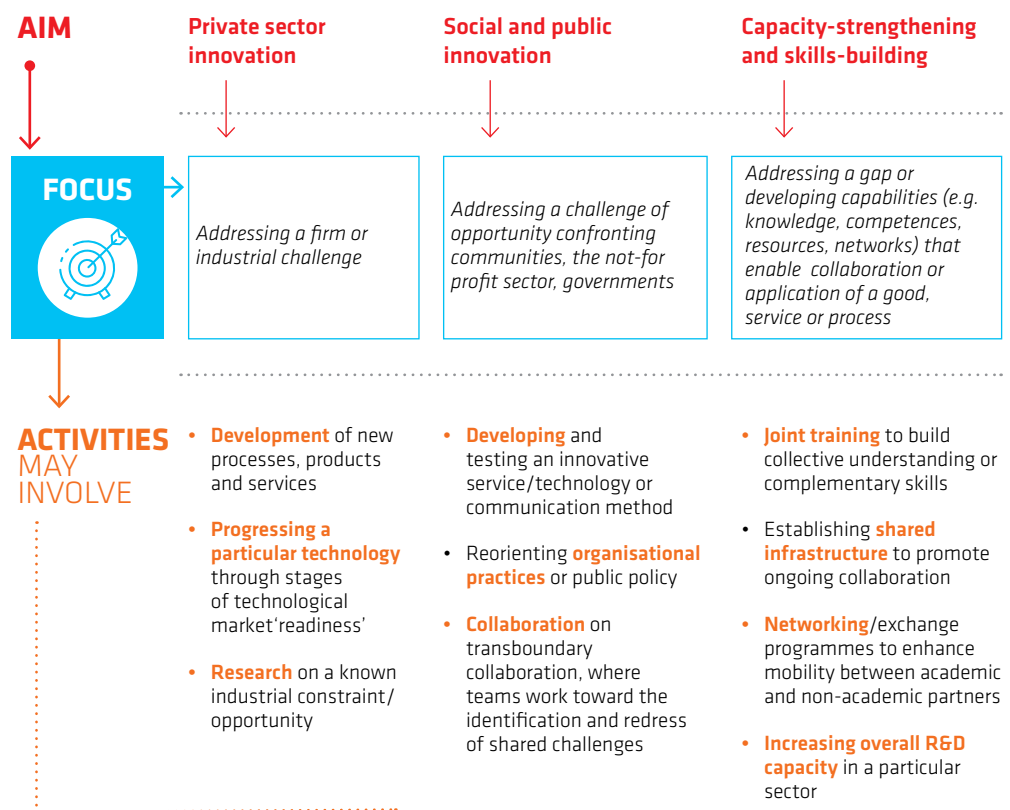 AIM
Private sector
innovation
Social and public
innovation
Capacity-strengthening
and skills-building
FOCUS
Addressing a firm or
industrial challenge
Addressing a challenge of
opportunity confronting
communities, the not-for
profit sector, governments
Addressing a gap or
developing capabilities (e.g.
knowledge, competences,
resources, networks) that
enable  collaboration or
application of a good,
service or process
ACTIVITIES
MAY
INVOLVE
• Development of new
processes, products
and services
• Progressing a
particular technology
through stages
of technological
market‘readiness’
• Research on a known
industrial constraint/
opportunity
• Developing and
testing an innovative
service/technology or
communication method
• Reorienting organisational
practices or public policy
• Collaboration on
transboundary
collaboration, where
teams work toward the
identification and redress
of shared challenges
• Joint training to build
collective understanding or
complementary skills
• Establishing shared
infrastructure to promote
ongoing collaboration
• Networking/exchange
programmes to enhance
mobility between academic
and non-academic partners
• Increasing overall R&D
capacity in a particular
sector